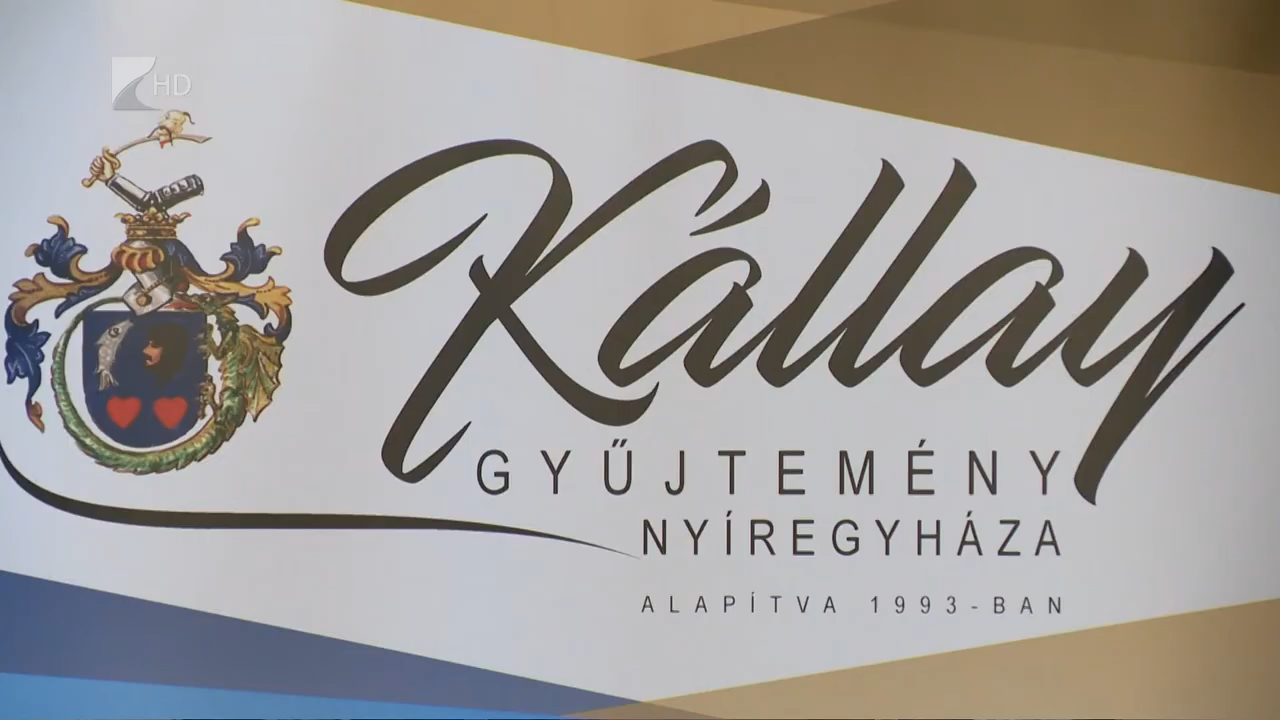 HD
Kállay
GYŰJTEMÉNY
NYÍREGYHÁZA
ALAPÍTVA 1993-BAN